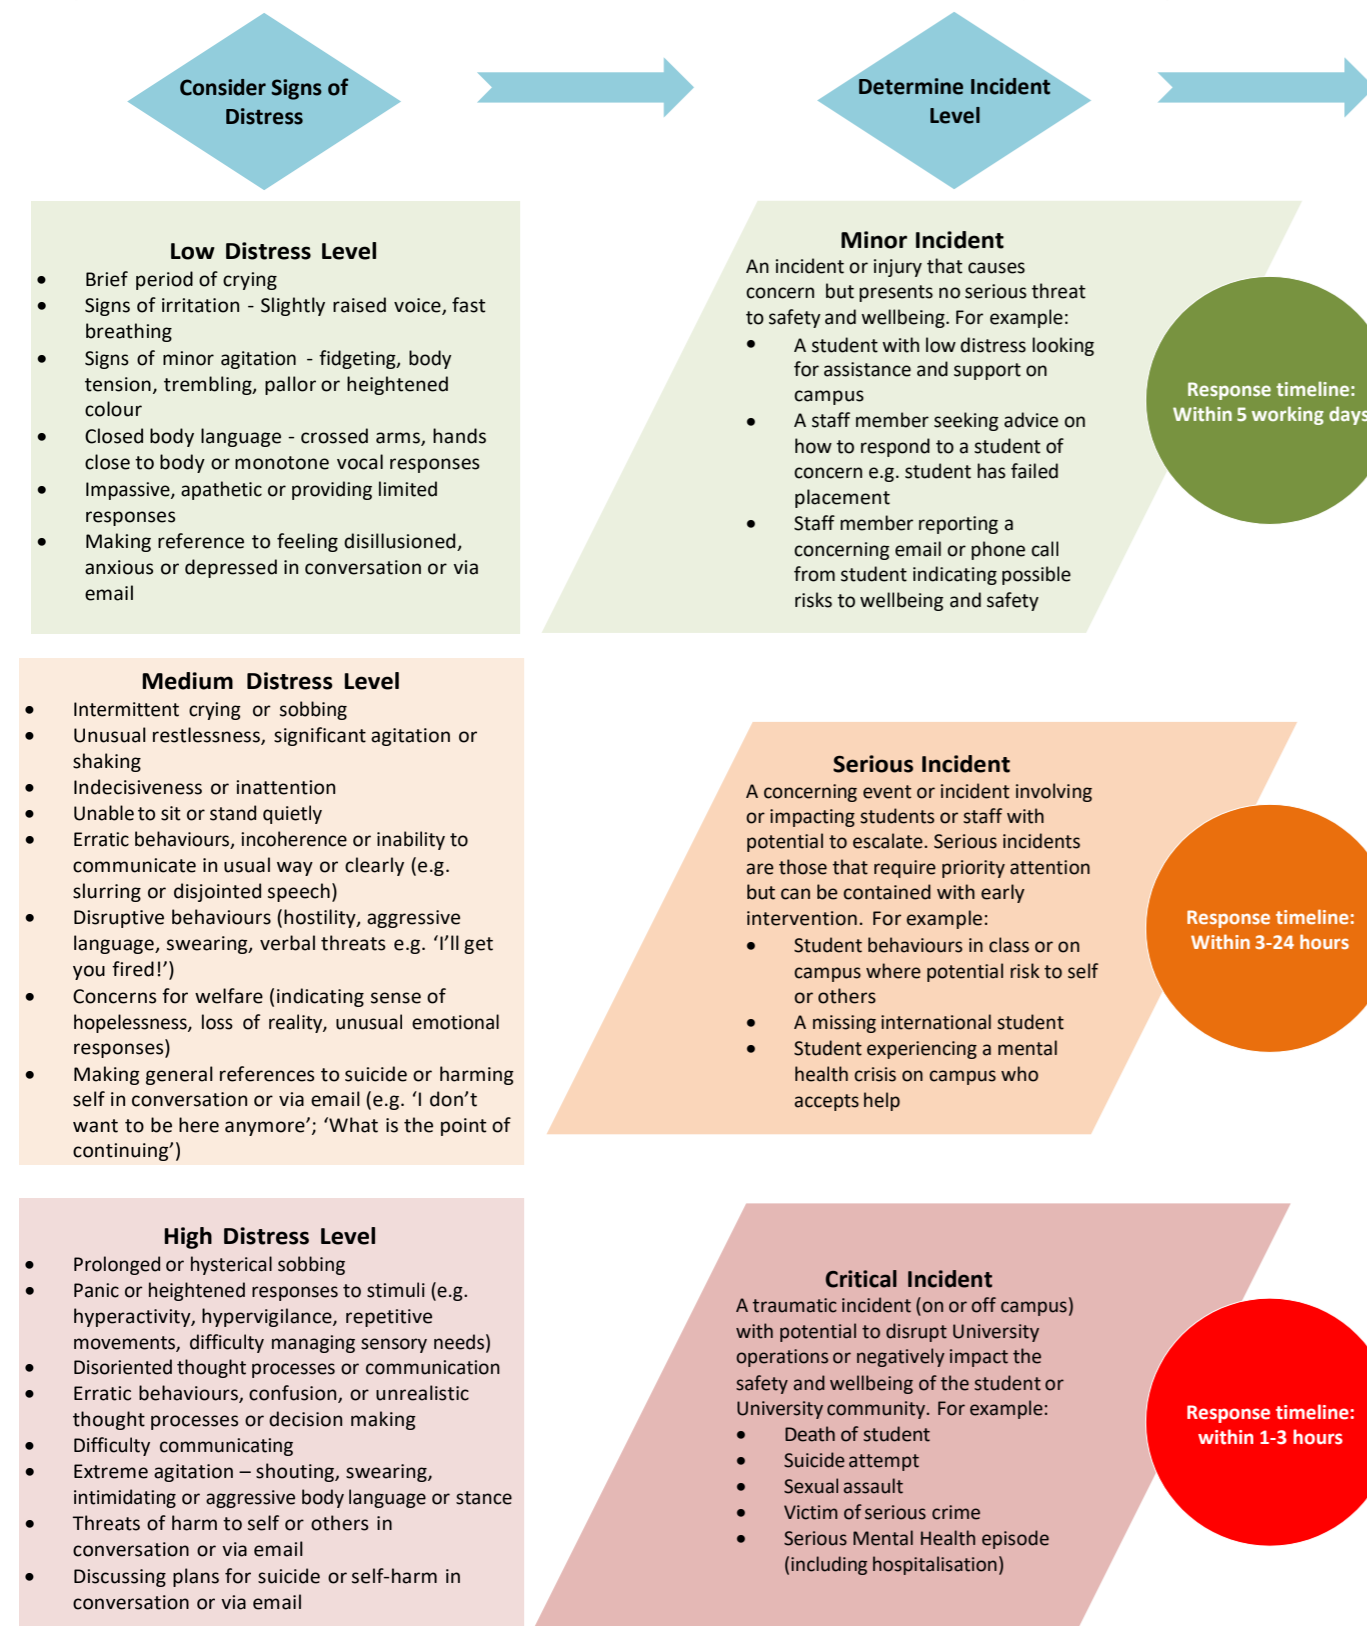 Consider Signs of
Distress
Determine Incident
Level
Low Distress Level
• Brief period of crying
• Signs of irritation - Slightly raised voice, fast
breathing
• Signs of minor agitation - fidgeting, body
tension, trembling, pallor or heightened
colour
• Closed body language - crossed arms, hands
close to body or monotone vocal responses
• Impassive, apathetic or providing limited
responses
• Making reference to feeling disillusioned,
anxious or depressed in conversation or via
email
Minor Incident
An incident or injury that causes
concern but presents no serious threat
to safety and wellbeing. For example:
• A student with low distress looking
for assistance and support on
campus
• A staff member seeking advice on
how to respond to a student of
concern e.g. student has failed
placement
• Staff member reporting a
concerning email or phone call
from student indicating possible
risks to wellbeing and safety
Response timeline:
Within 5 working days
Medium Distress Level
• Intermittent crying or sobbing
• Unusual restlessness, significant agitation or
shaking
• Indecisiveness or inattention
• Unable to sit or stand quietly
• Erratic behaviours, incoherence or inability to
communicate in usual way or clearly (e.g.
slurring or disjointed speech)
• Disruptive behaviours (hostility, aggressive
language, swearing, verbal threats e.g. ‘I’ll get
you fired!’)
• Concerns for welfare (indicating sense of
hopelessness, loss of reality, unusual emotional
responses)
• Making general references to suicide or harming
self in conversation or via email (e.g. ‘I don’t
want to be here anymore’; ‘What is the point of
continuing’)
Serious Incident
A concerning event or incident involving
or impacting students or staff with
potential to escalate. Serious incidents
are those that require priority attention
but can be contained with early
intervention. For example:
• Student behaviours in class or on
campus where potential risk to self
or others
• A missing international student
• Student experiencing a mental
health crisis on campus who
accepts help
Response timeline:
Within 3-24 hours
High Distress Level
• Prolonged or hysterical sobbing
• Panic or heightened responses to stimuli (e.g.
hyperactivity, hypervigilance, repetitive
movements, difficulty managing sensory needs)
• Disoriented thought processes or communication
• Erratic behaviours, confusion, or unrealistic
thought processes or decision making
• Difficulty communicating
• Extreme agitation – shouting, swearing,
intimidating or aggressive body language or stance
• Threats of harm to self or others in
conversation or via email
• Discussing plans for suicide or self-harm in
conversation or via email
Critical Incident
A traumatic incident (on or off campus)
with potential to disrupt University
operations or negatively impact the
safety and wellbeing of the student or
University community. For example:
• Death of student
• Suicide attempt
• Sexual assault
• Victim of serious crime
• Serious Mental Health episode
(including hospitalisation)
Response timeline:
within 1-3 hours